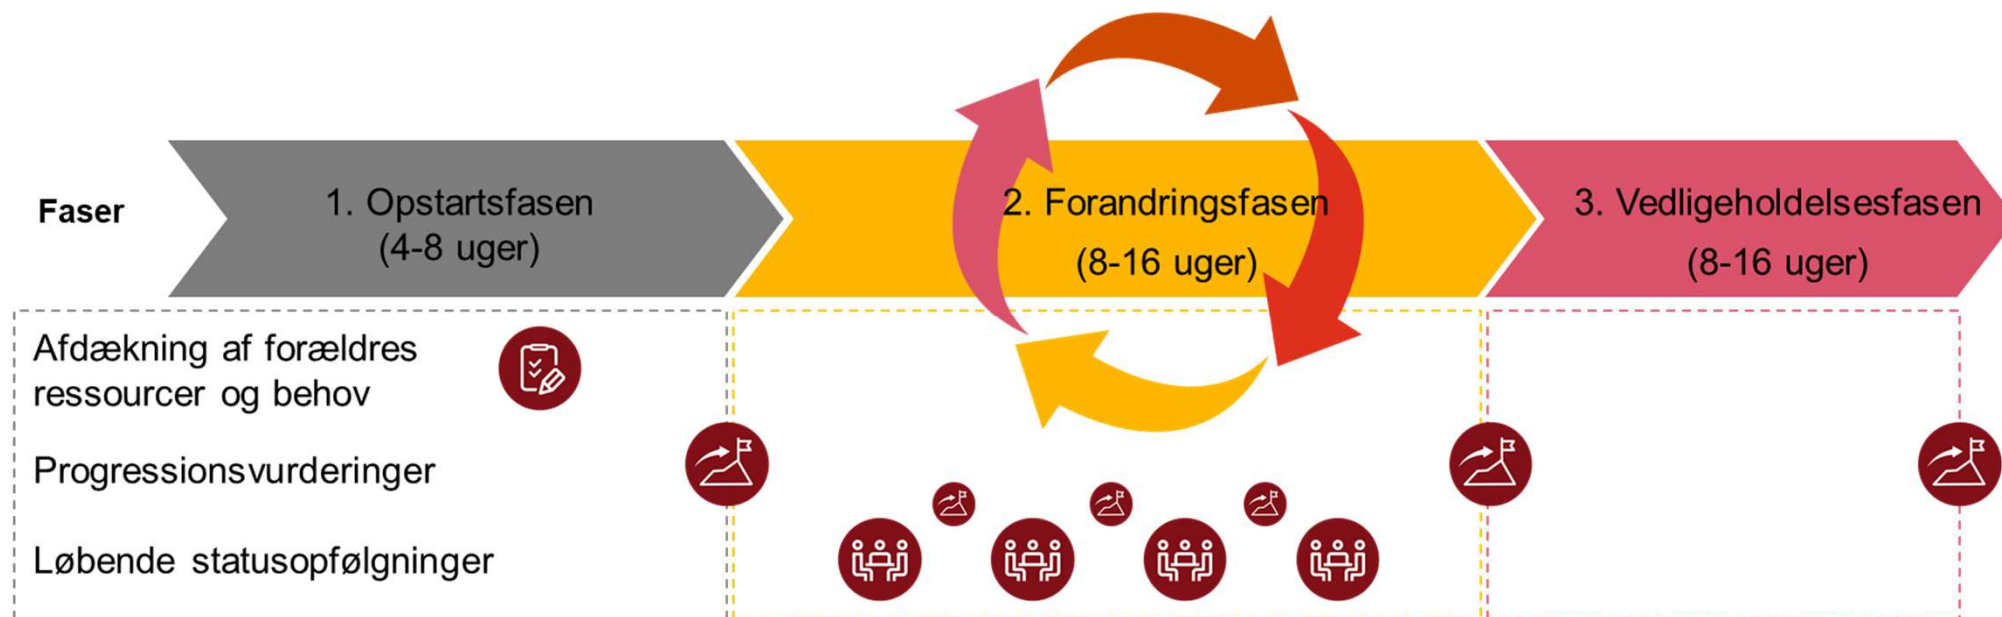 Faser
1. Opstartsfasen
(4-8 uger)
2. Forandringsfasen
(8-16 uger)
3. Vedligeholdelsesfasen
(8-16 uger)
Afdækning af forældres
ressourcer og behov
Progressionsvurderinger
Løbende statusopfølgninger